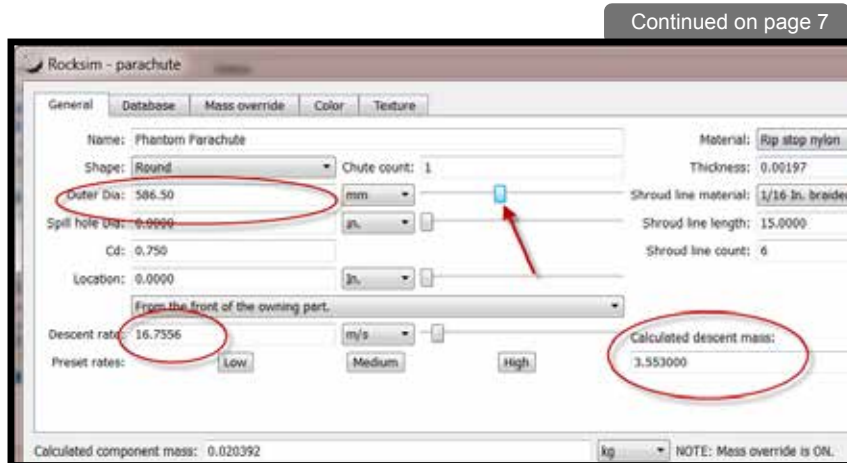 Continued on page 7
Rocksim - parachute
General Database Mass override Color Texture
Name: Phantom Parachute Material: Rip stop nylon
Shape: Round Chute count: 1 Thickness: 0.00197
Outer Dia: 586.50 mm Shroud line material: 1/16 In. braided
Spill hole Dia: 0.0000 in. Shroud line length: 15.0000
Cd: 0.750 Shroud line count: 6
Location: 0.0000 In.
From the front of the owning part.
Descent rate: 16.7556 m/s Calculated descent mass:
Preset rates: Low Medium High 3.553000
Calculated component mass: 0.020392 kg NOTE: Mass override is ON.